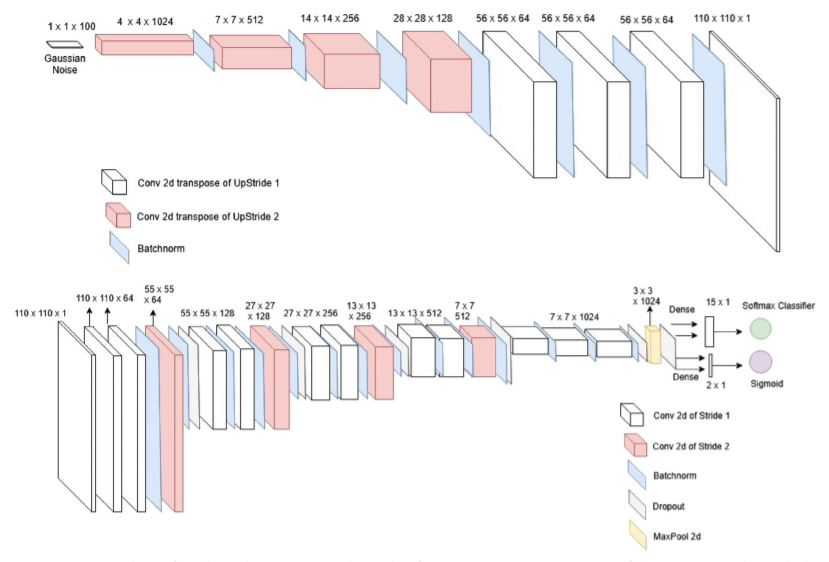 1 x 1 x 100
4 x 4 x 1024
7 x 7 x 512
14 x 14 x 256
28 x 28 x 128
56 x 56 x 64
56 x 56 x 64
56 x 56 x 64
110 x 110 x 1
Gaussian
Noise
Conv 2d transpose of UpStride 1
Conv 2d transpose of UpStride 2
Batchnorm
110 x 110 x 1
110 x 110 x 64
55 x 55
x 64
55 x 55 x 128
27 x 27
x 128
27 x 27 x 256
13 x 13
x 256
13 x 13 x 512
7 x 7
512
7 x 7 x 1024
3 x 3
x 1024
Dense
15 x 1
Softmax Classifier
Dense
2 x 1
Sigmoid
Conv 2d of Stride 1
Conv 2d of Stride 2
Batchnorm
Dropout
MaxPool 2d